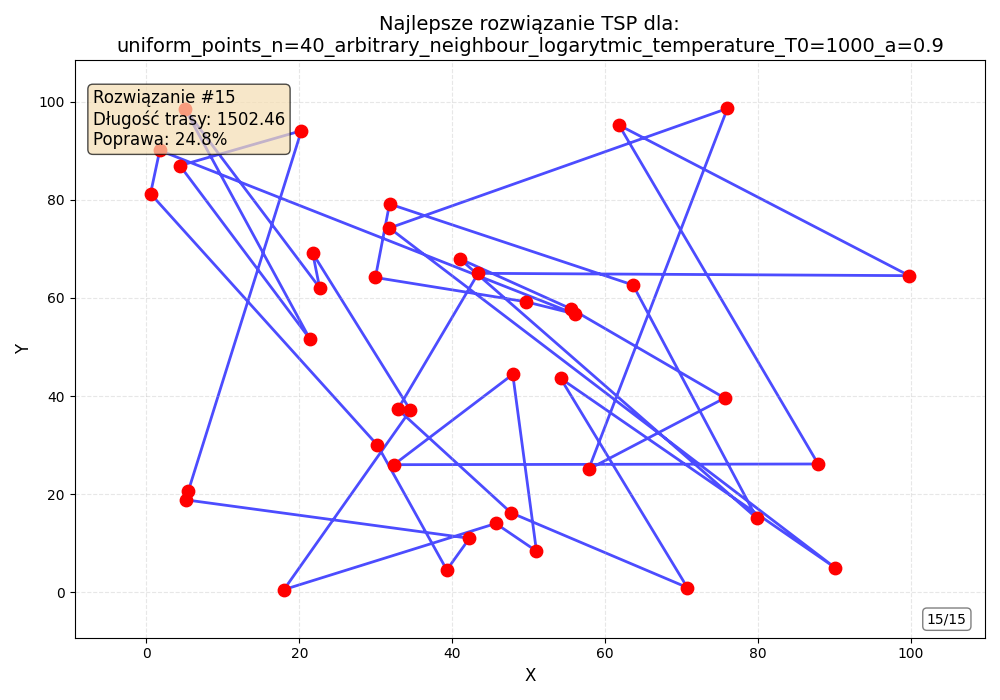 Najlepsze rozwiązanie TSP dla:
uniform_points_n=40_arbitrary_neighbour_logarytmic_temperature_T0=1000_a=0.9
Rozwiązanie #15
Długość trasy: 1502.46
Poprawa: 24.8%
100
80
60
40
20
0
Y
15/15
0 20 40 60 80 100
X